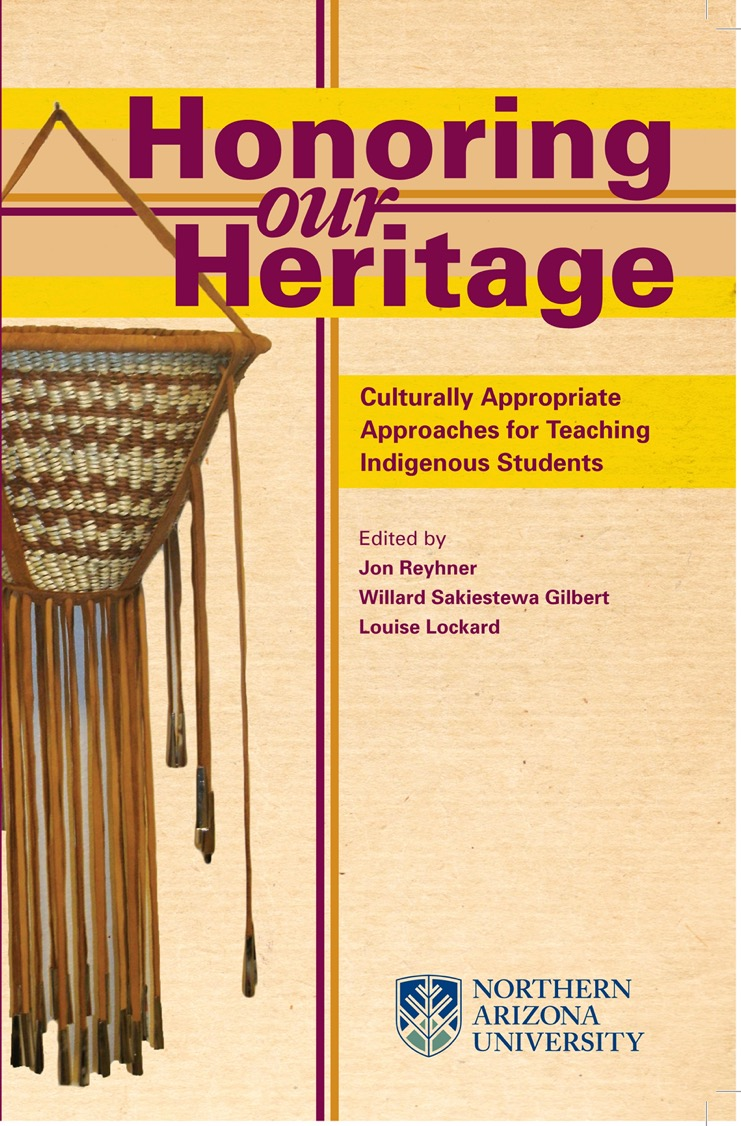 Honoring
our
Heritage
Culturally Appropriate
Approaches for Teaching
Indigenous Students
Edited by
Jon Reyhner
Willard Sakiestewa Gilbert
Louise Lockard
NORTHERN
ARIZONA
UNIVERSITY